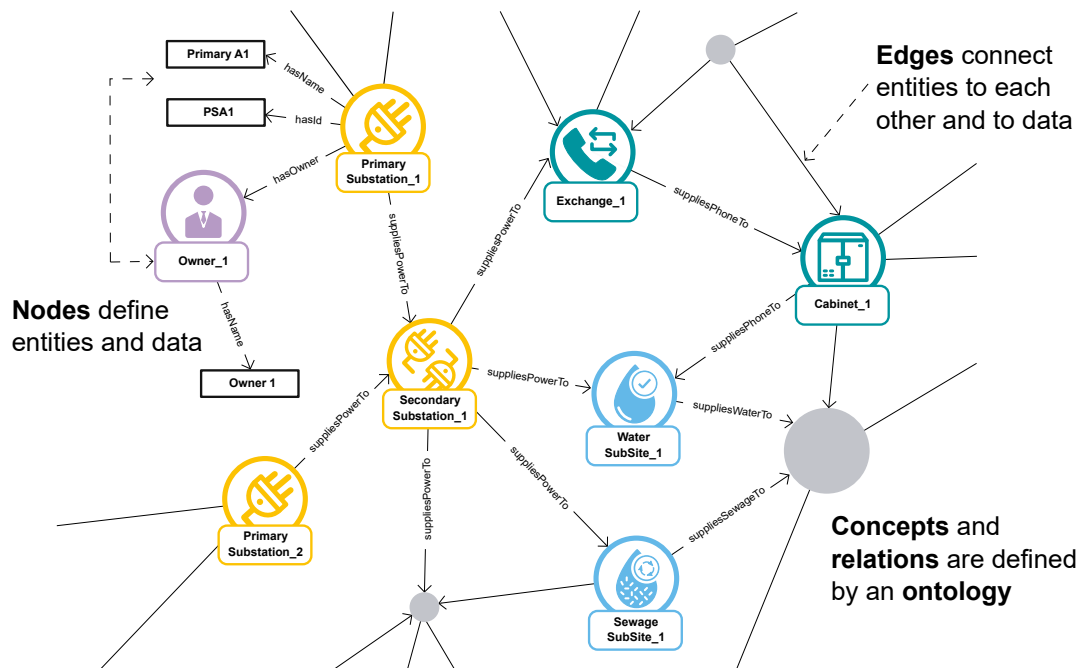 Primary A1
hasName
PSA1
hasId
Primary
Substation_1
hasOwner
Owner_1
hasName
Owner 1
Nodes define
entities and data
suppliesPowerTo
suppliesPowerTo
Exchange_1
suppliesPhoneTo
Edges connect
entities to each
other and to data
Cabinet_1
suppliesPhoneTo
Secondary
Substation_1
suppliesPowerTo
Water
SubSite_1
suppliesWaterTo
suppliesPowerTo
Primary
Substation_2
suppliesPowerTo
suppliesPowerTo
Sewage
SubSite_1
suppliesSewageTo
Concepts and
relations are defined
by an ontology